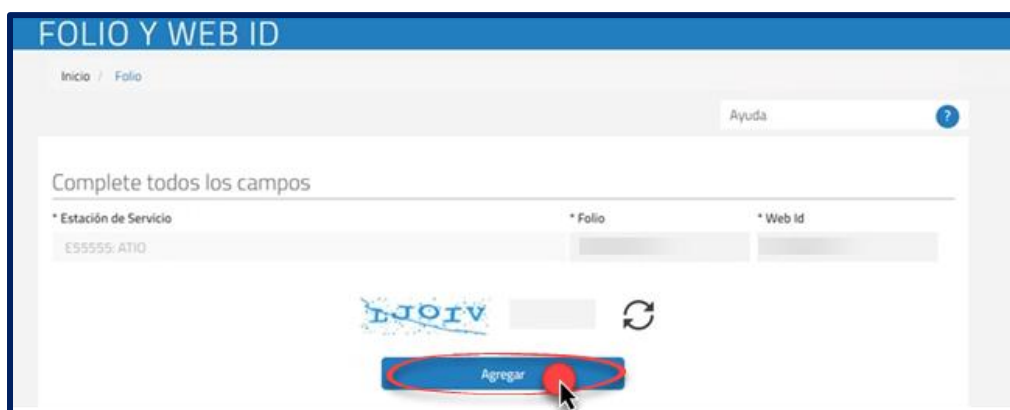 FOLIO Y WEB ID
Inicio / Folio
Ayuda ?
Complete todos los campos
* Estación de Servicio * Folio * Web Id
E55555: ATIO
LJOIV
Agregar